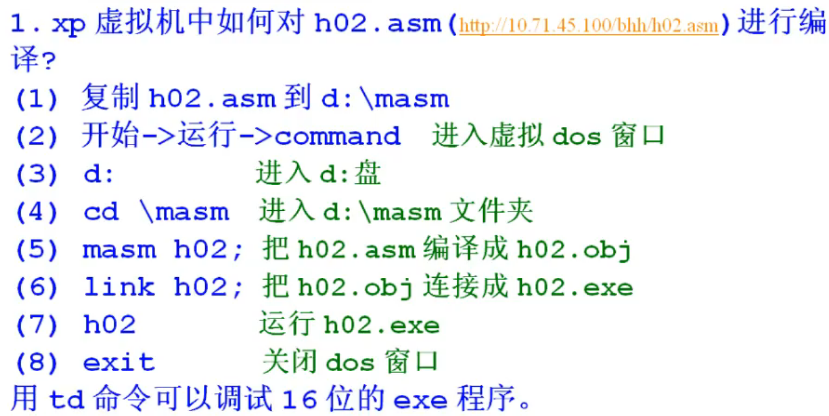 1. xp 虚拟机中如何对 h02.asm(http://10.71.45.100/bhh/h02.asm)进行编
译?
(1) 复制 h02.asm 到 d:\masm
(2) 开始->运行->command 进入虚拟 dos 窗口
(3) d: 进入 d:盘
(4) cd \masm 进入 d:\masm 文件夹
(5) masm h02; 把 h02.asm 编译成 h02.obj
(6) link h02; 把 h02.obj 连接成 h02.exe
(7) h02 运行 h02.exe
(8) exit 关闭 dos 窗口
用 td 命令可以调试 16 位的 exe 程序。